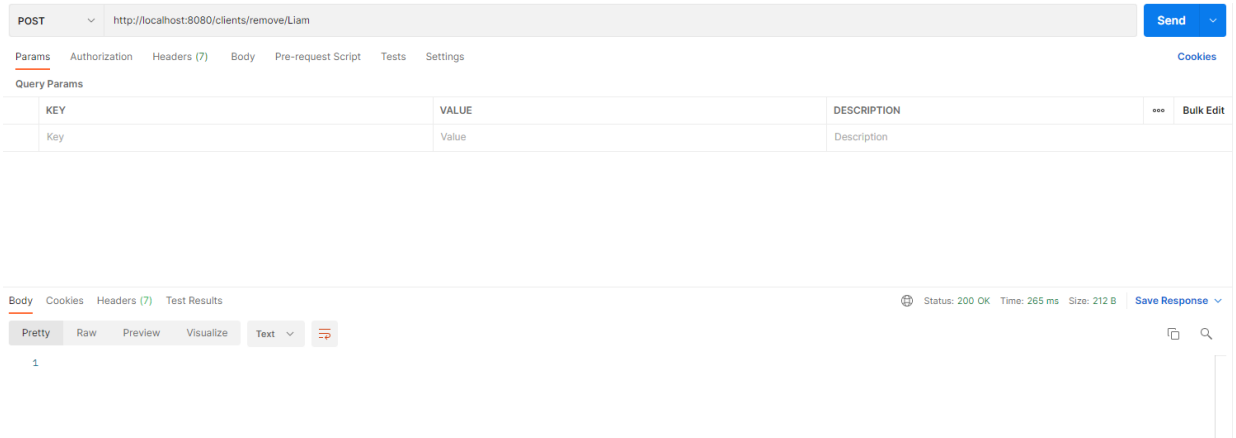 POST http://localhost:8080/clients/remove/Liam Send
Params Authorization Headers (7) Body Pre-request Script Tests Settings Cookies
Query Params
KEY VALUE DESCRIPTION ooo Bulk Edit
Key Value Description
Body Cookies Headers (7) Test Results Status: 200 OK Time: 265 ms Size: 212 B Save Response
Pretty Raw Preview Visualize Text
1